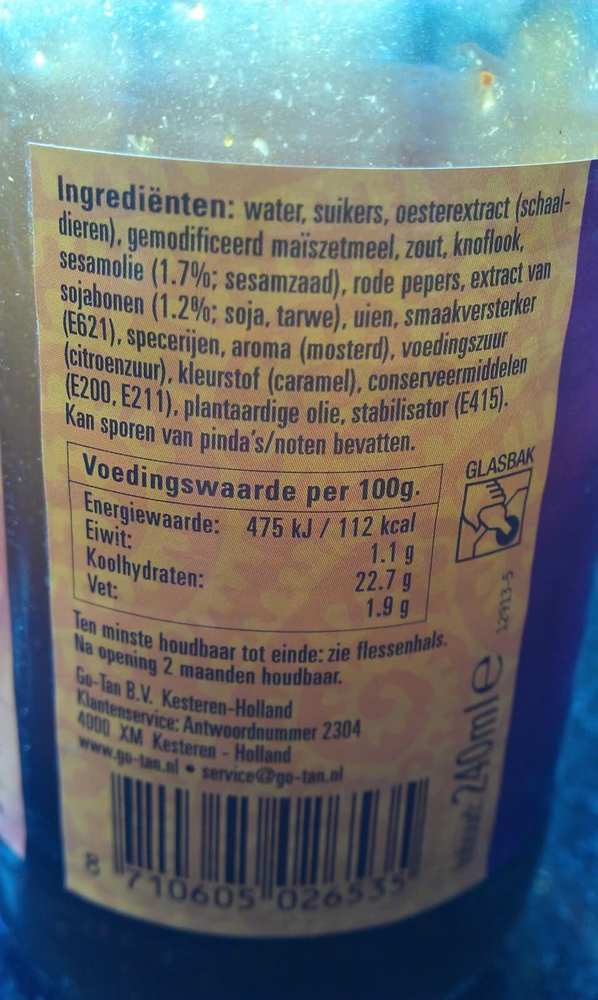 Ingrediënten: water, suikers, oesterextract (schaal-
dieren), gemodificeerd maïszetmeel, zout, knoflook,
sesamolie (1.7%; sesamzaad), rode pepers, extract van
sojabonen (1.2%; soja, tarwe), uien, smaakversterker
(E621), specerijen, aroma (mosterd), voedingszuur
(citroenzuur), kleurstof (caramel), conserveermiddelen
(E200, E211), plantaardige olie, stabilisator (E415).
Kan sporen van pinda's/noten bevatten.
Voedingswaarde per 100g.
Energiewaarde: 475 kJ / 112 kcal
Eiwit: 1.1 g
Koolhydraten: 22.7 g
Vet: 1.9 g
GLASBAK
12913-5
Ten minste houdbaar tot einde: zie flessenhals.
Na opening 2 maanden houdbaar.
Go-Tan B.V. Kesteren-Holland
Klantenservice: Antwoordnummer 2304
4000 XM Kesteren - Holland
www.go-tan.nl • service@go-tan.nl
Inhoud: 240ml e
8 710605 026535